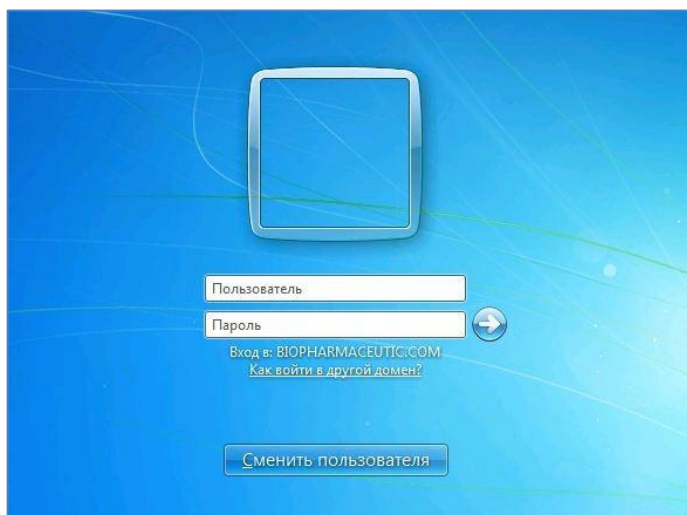 Пользователь
Пароль
Вход в: BIOPHARMACEUTIC.COM
Как войти в другой домен?
Сменить пользователя